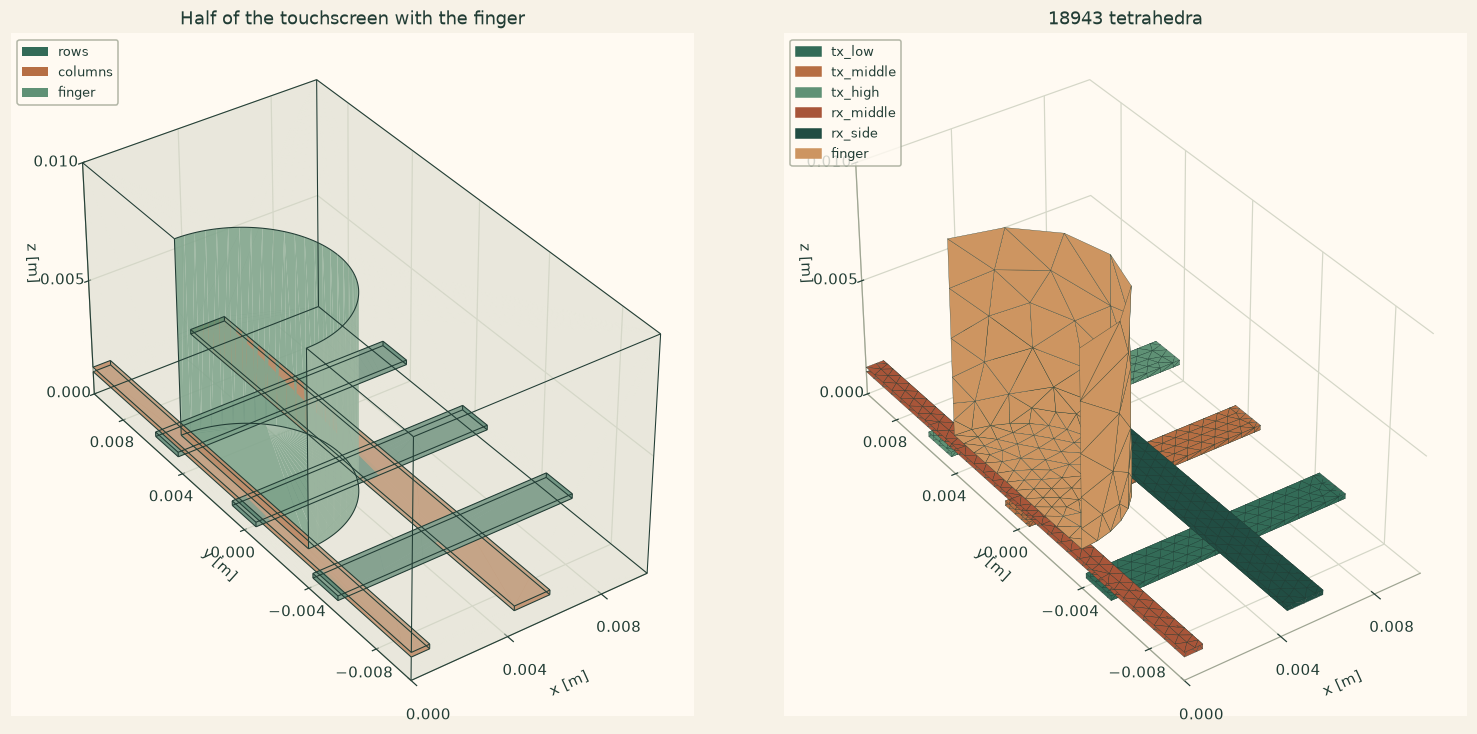 Half of the touchscreen with the finger
rows
columns
finger
0.010
0.005
0.000
z [m]
0.008
0.004
0.000
−0.004
−0.008
y [m]
0.000
0.004
0.008
x [m]
18943 tetrahedra
tx_low
tx_middle
tx_high
rx_middle
rx_side
finger
0.010
0.005
0.000
z [m]
0.008
0.004
0.000
−0.004
−0.008
y [m]
0.000
0.004
0.008
x [m]